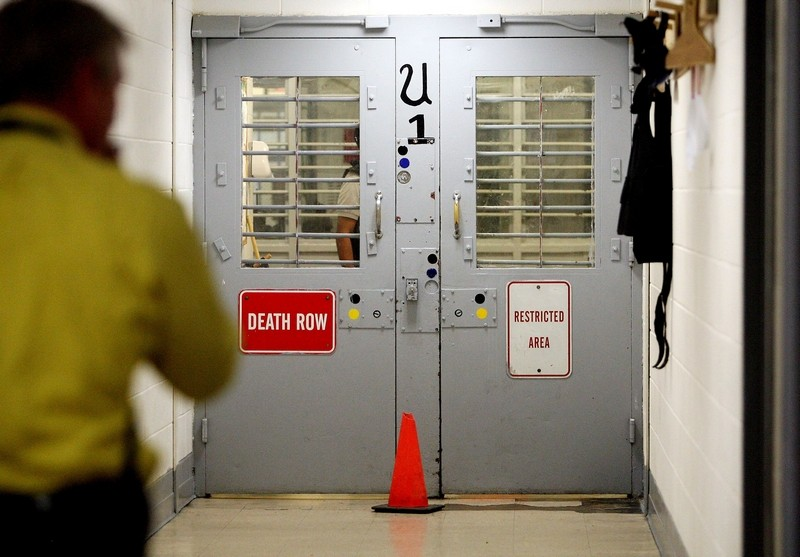 U
1
DEATH ROW
RESTRICTED
AREA